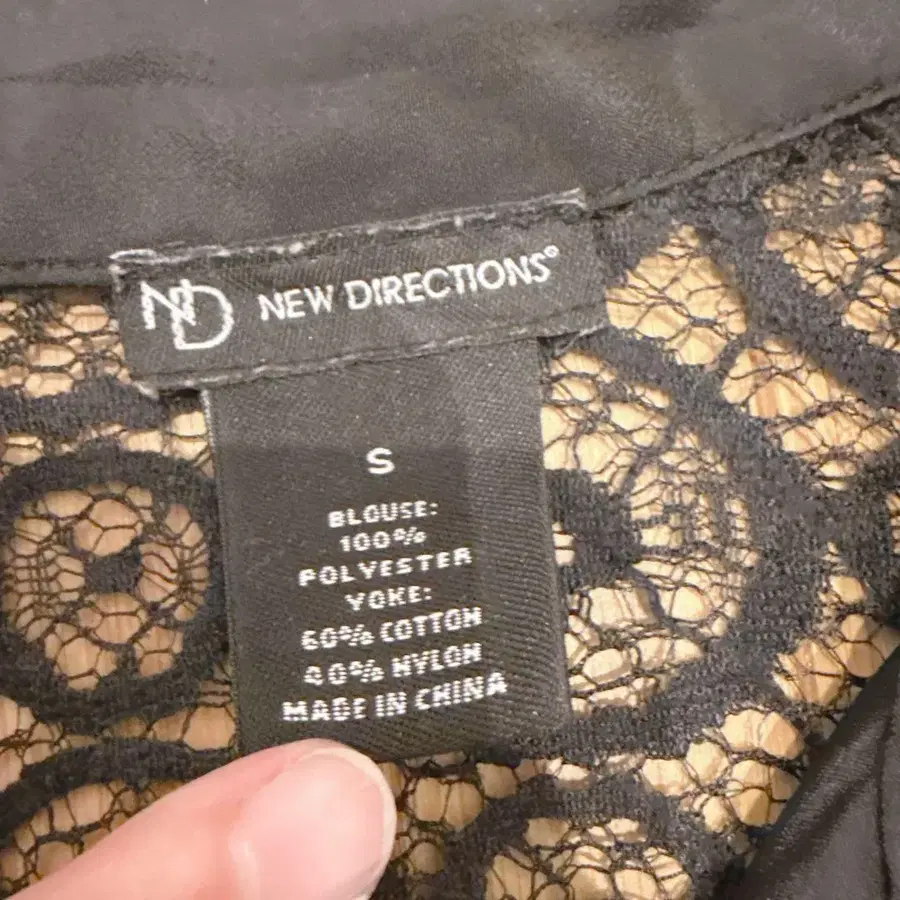 ND NEW DIRECTIONS®
S
BLOUSE:
100%
POLYESTER
YOKE:
60% COTTON
40% NYLON
MADE IN CHINA